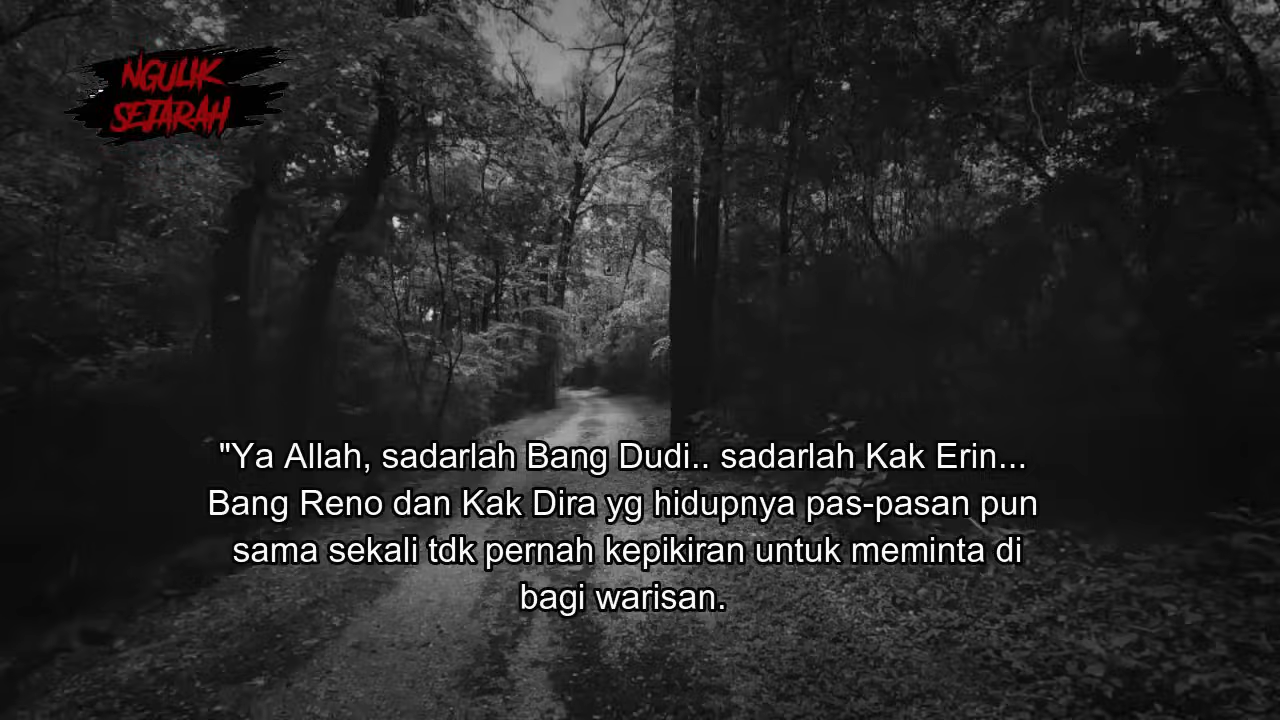 NGULIK
SEJARAH
"Ya Allah, sadarlah Bang Dudi.. sadarlah Kak Erin...
Bang Reno dan Kak Dira yg hidupnya pas-pasan pun
sama sekali tdk pernah kepikiran untuk meminta di
bagi warisan.